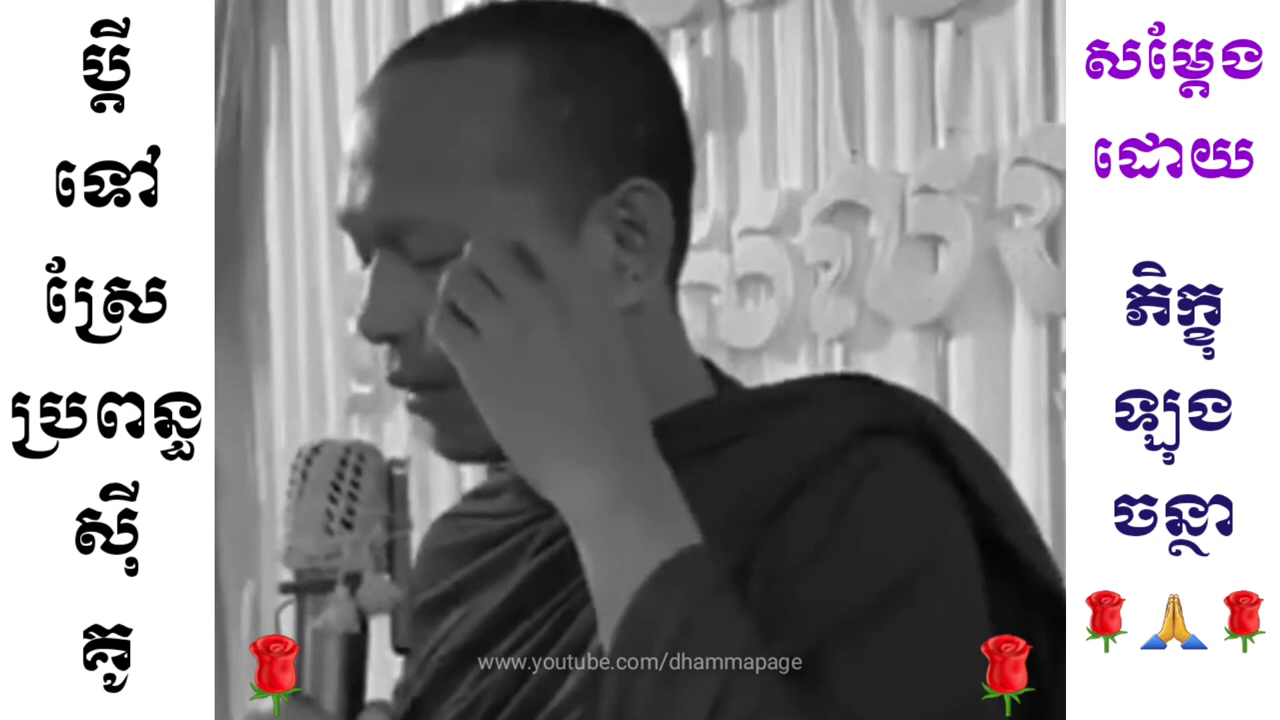 ប្តី
ទៅ
ស្រែ
ប្រពន្ធ
ស៊ី
ភូ
សម្តែង
ដោយ
ភិក្ខុ
ឡុង
ចន្ថា
www.youtube.com/dhammapage